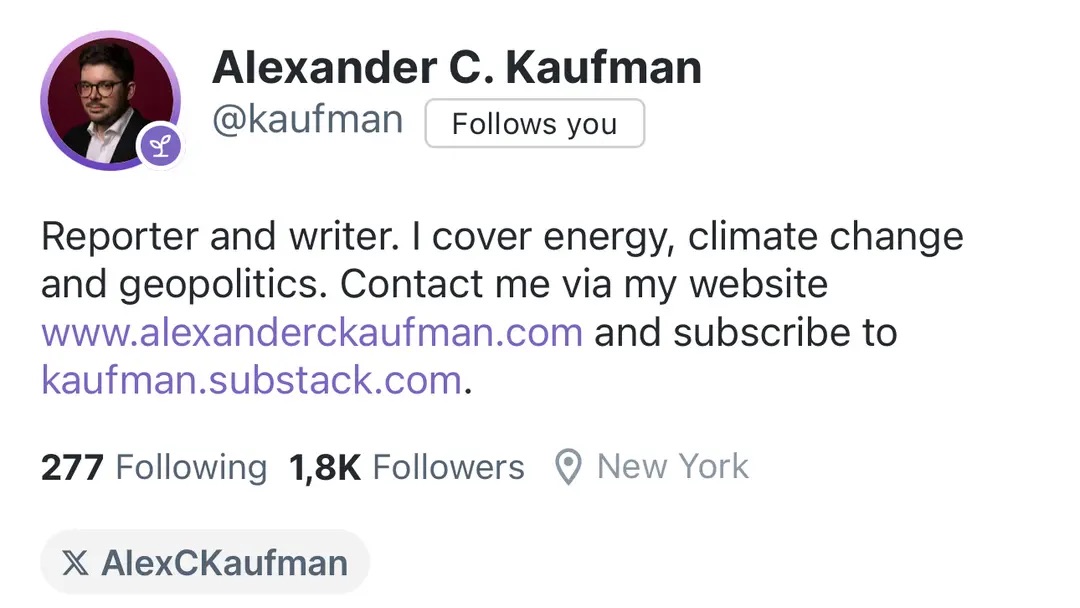 Alexander C. Kaufman
@kaufman Follows you
Reporter and writer. I cover energy, climate change
and geopolitics. Contact me via my website
www.alexanderckaufman.com and subscribe to
kaufman.substack.com.
277 Following 1,8K Followers New York
X AlexCKaufman